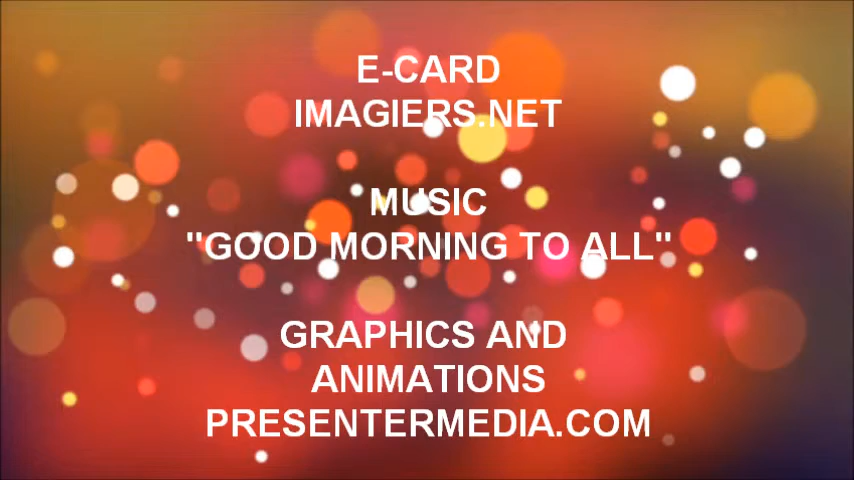 E-CARD
IMAGIERS.NET
MUSIC
"GOOD MORNING TO ALL"
GRAPHICS AND
ANIMATIONS
PRESENTERMEDIA.COM